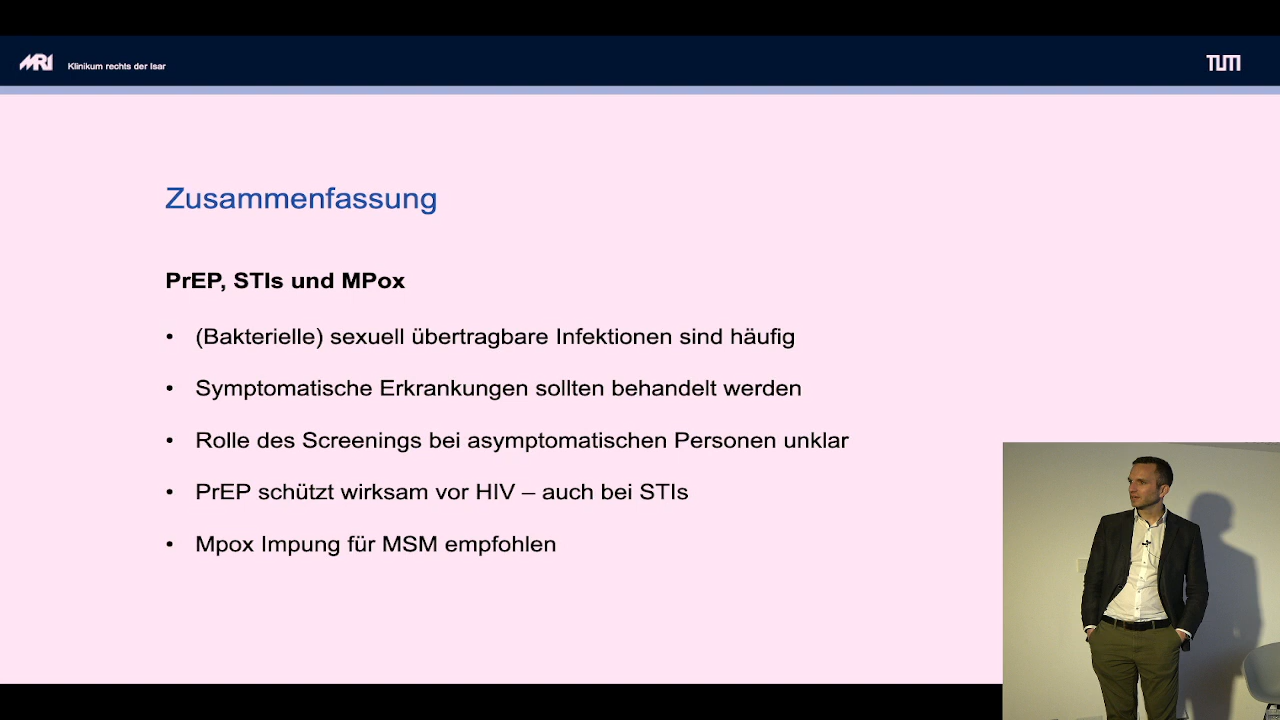 MRI
Klinikum rechts der Isar
TUM
Zusammenfassung
PrEP, STIs und MPox
• (Bakterielle) sexuell übertragbare Infektionen sind häufig
• Symptomatische Erkrankungen sollten behandelt werden
• Rolle des Screenings bei asymptomatischen Personen unklar
• PrEP schützt wirksam vor HIV – auch bei STIs
• Mpox Impung für MSM empfohlen